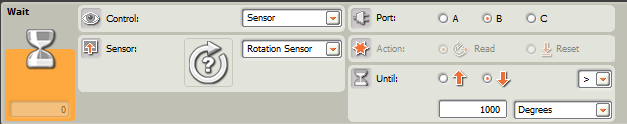 Wait
0
Control:
Sensor
Sensor:
Rotation Sensor
Port:
A
B
C
Action:
Read
Reset
Until:
>
1000
Degrees